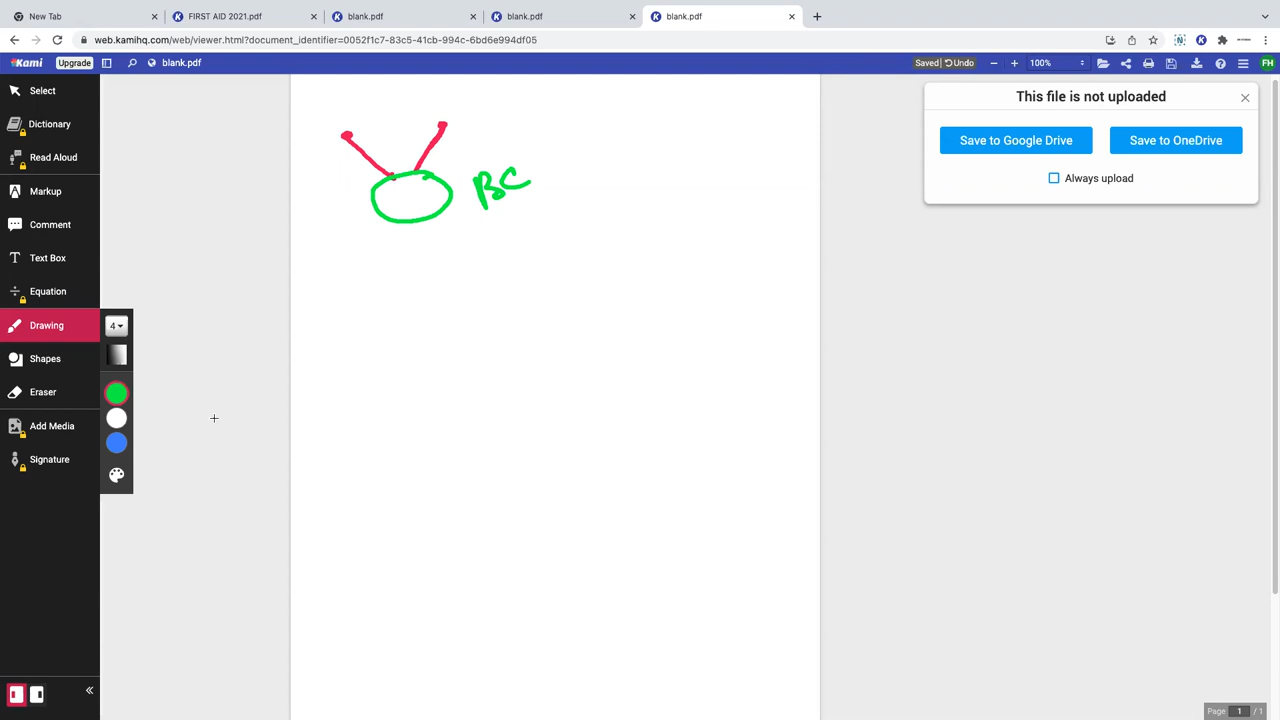 New Tab
FIRST AID 2021.pdf
blank.pdf
blank.pdf
blank.pdf
web.kamihq.com/web/viewer.html?document_identifier=0052f1c7-83c5-41cb-994c-6bd6e994df05
Kami
Upgrade
blank.pdf
Saved
Undo
100%
FH
Select
Dictionary
Read Aloud
Markup
Comment
Text Box
Equation
Drawing
Shapes
Eraser
Add Media
Signature
4
BC
This file is not uploaded
Save to Google Drive
Save to OneDrive
Always upload
Page 1 / 1